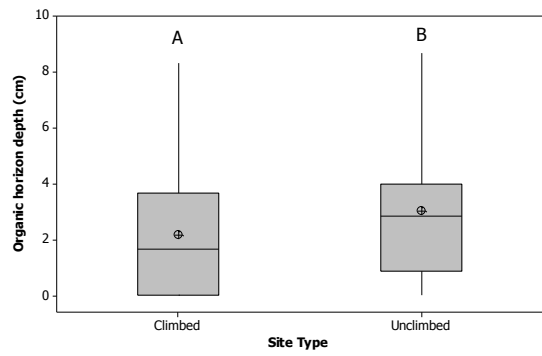 10
A
B
8
6
4
2
0
Organic horizon depth (cm)
Climbed
Unclimbed
Site Type